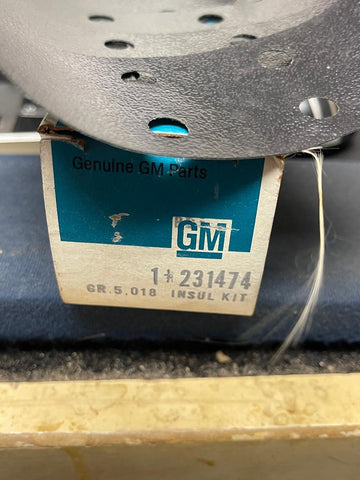 Genuine GM Parts
GM
1 231474
GR.5,018 INSUL KIT